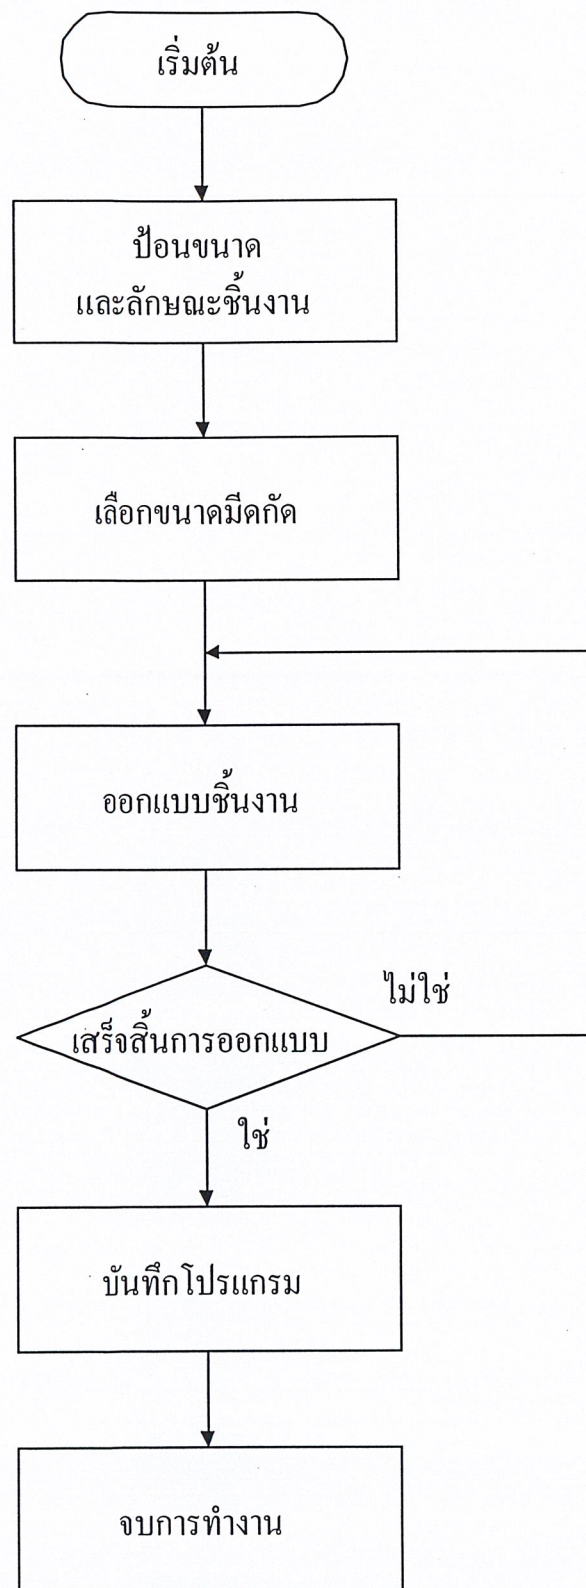 เริ่มต้น
ป้อนขนาด
และลักษณะชิ้นงาน
เลือกขนาดมีดกัด
ออกแบบชิ้นงาน
ไม่ใช่
เสร็จสิ้นการออกแบบ
ใช่
บันทึกโปรแกรม
จบการทำงาน